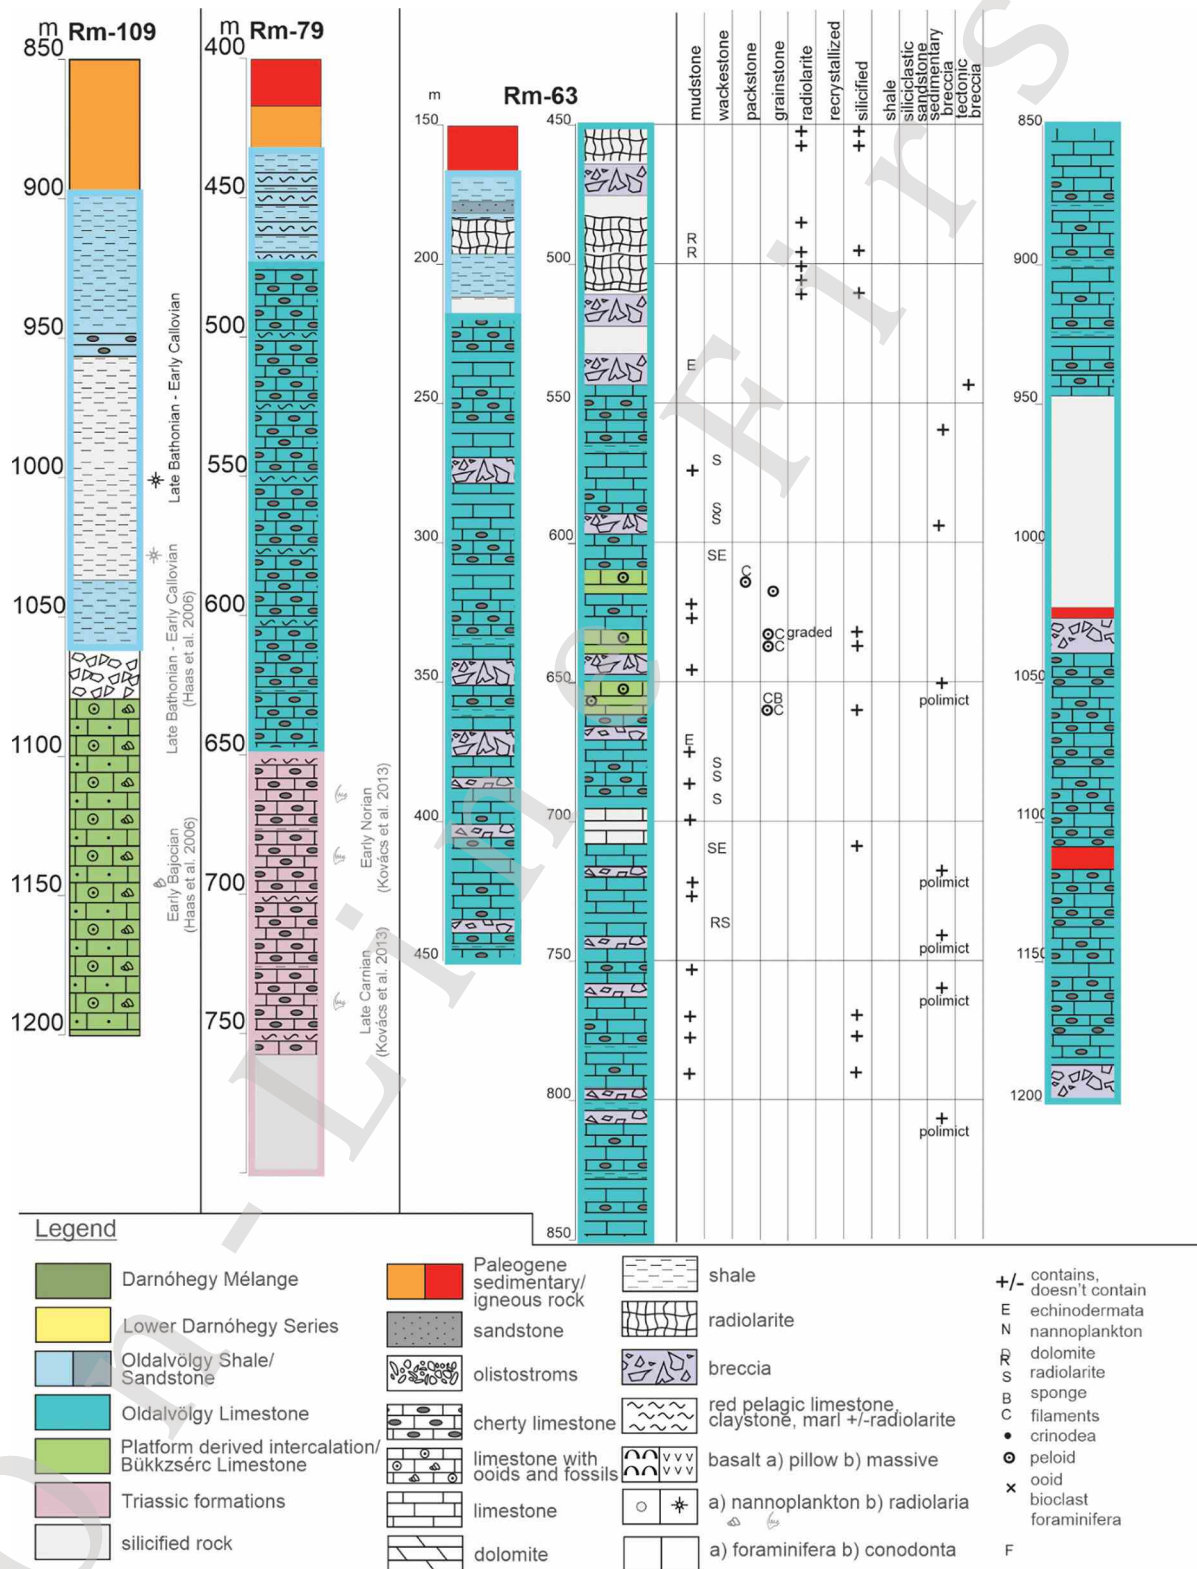 m Rm-109
850
900
950
1000
1050
1100
1150
1200
Late Bathonian - Early Callovian
Late Bathonian - Early Callovian
(Haas et al. 2006)
Early Bajocian
(Haas et al. 2006)
m Rm-79
400
450
500
550
600
650
700
750
Early Norian
(Kovács et al. 2013)
Late Carnian
(Kovács et al. 2013)
Rm-63
m
150
200
250
300
350
400
450
450
500
550
600
650
700
750
800
850
mudstone
wackestone
packstone
grainstone
radiolarite
recrystallized
silicified
shale
siliciclastic
sandstone
sedimentary
breccia
tectonic
breccia
+ +
+ +
R +
R + +
+
+
+ +
E
+
+
S
+
S
S +
SE
C
+
+
C graded +
C +
+
+
polimict
CB
C +
E
+
S
S
+
S
+
SE +
+
polimict
+
+
RS
+
polimict
+
+
polimict
+ +
+ +
+ +
+
polimict
850
900
950
1000
1050
1100
1150
1200
Legend
Darnóhegy Mélange
Lower Darnóhegy Series
Oldalvölgy Shale/
Sandstone
Oldalvölgy Limestone
Platform derived intercalation/
Bükkzsérc Limestone
Triassic formations
silicified rock
Paleogene
sedimentary/
igneous rock
sandstone
olistostroms
cherty limestone
limestone with
ooids and fossils
limestone
dolomite
shale
radiolarite
breccia
red pelagic limestone,
claystone, marl +/-radiolarite
basalt a) pillow b) massive
a) nannoplankton b) radiolaria
a) foraminifera b) conodonta
+/- contains,
doesn't contain
E echinodermata
N nannoplankton
D dolomite
R radiolarite
S sponge
B filaments
C crinodea
peloid
ooid
bioclast
foraminifera
F
On-Line First